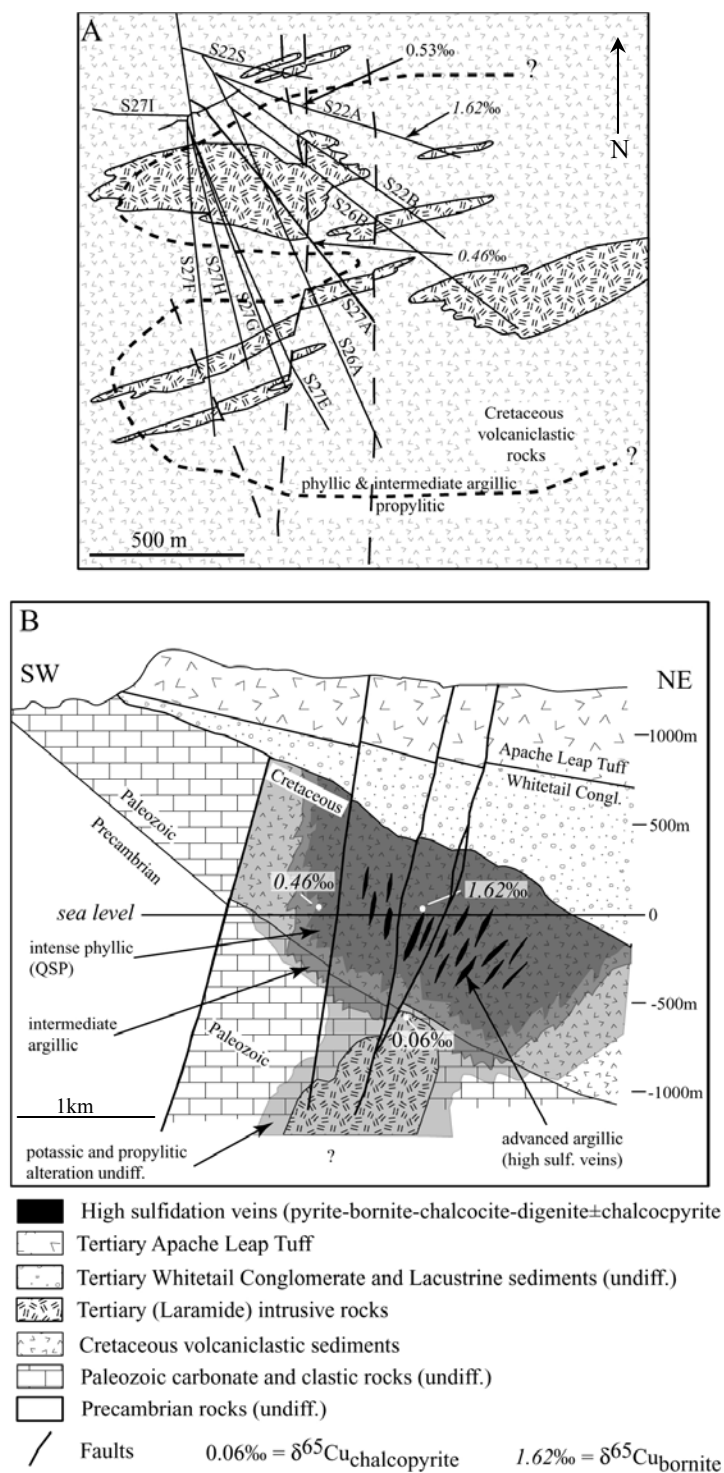 A
S22S
0.53‰
?
S27I
S22A
1.62‰
N
S22B
S26B
0.46‰
S27F
S27H
S27G
S27A
S26A
S27E
Cretaceous
volcaniclastic
rocks
?
phyllic & intermediate argillic
propylitic
500 m
B
SW
NE
1000m
Apache Leap Tuff
Whitetail Congl.
Cretaceous
Paleozoic
Precambrian
500m
0.46‰
1.62‰
sea level
0
intense phyllic
(QSP)
-500m
intermediate
argillic
Paleozoic
0.06‰
-1000m
1km
potassic and propylitic
alteration undiff.
?
advanced argillic
(high sulf. veins)
High sulfidation veins (pyrite-bornite-chalcocite-digenite±chalcocpyrite
Tertiary Apache Leap Tuff
Tertiary Whitetail Conglomerate and Lacustrine sediments (undiff.)
Tertiary (Laramide) intrusive rocks
Cretaceous volcaniclastic sediments
Paleozoic carbonate and clastic rocks (undiff.)
Precambrian rocks (undiff.)
Faults 0.06‰ = δ⁶⁵Cu chalcopyrite 1.62‰ = δ⁶⁵Cu bornite